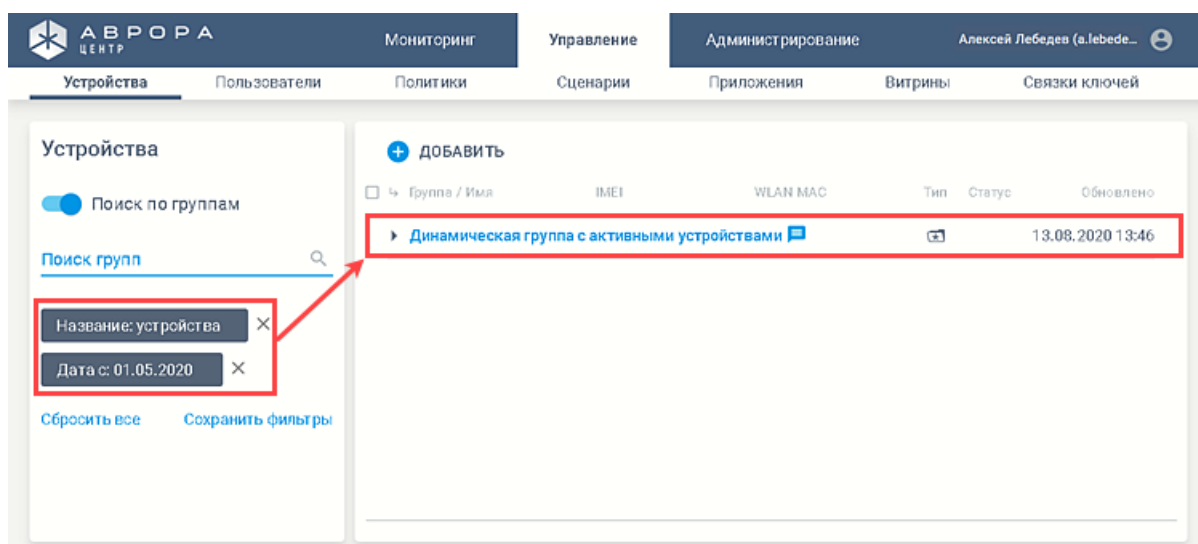 АВРОРА
ЦЕНТР
Мониторинг Управление Администрирование Алексей Лебедев (a.lebede...
Устройства Пользователи Политики Сценарии Приложения Витрины Связки ключей
Устройства
Поиск по группам
Поиск групп
Название: устройства
Дата с: 01.05.2020
Сбросить все Сохранить фильтры
ДОБАВИТЬ
Группа / Имя IMEI WLAN MAC Тип Статус Обновлено
Динамическая группа с активными устройствами 13.08.2020 13:46